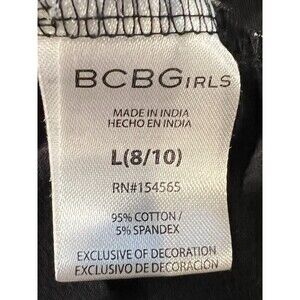 BCBGIRLS
MADE IN INDIA
HECHO EN INDIA
L(8/10)
RN#154565
95% COTTON/
5% SPANDEX
EXCLUSIVE OF DECORATION
EXCLUSIVO DE DECORACIÓN